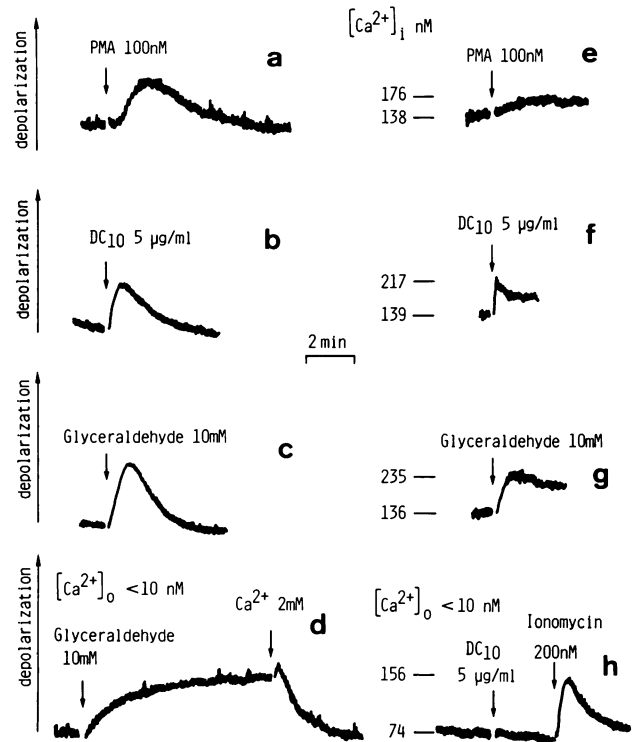 depolarization
PMA 100nM
a
[Ca2+]i nM
PMA 100nM
e
176
138
depolarization
DC10 5 µg/ml
b
DC10 5 µg/ml
f
217
139
2 min
depolarization
Glyceraldehyde 10mM
c
Glyceraldehyde 10mM
g
235
136
depolarization
[Ca2+]o <10 nM
Glyceraldehyde
10mM
Ca2+ 2mM
d
[Ca2+]o <10 nM
DC10
5 µg/ml
Ionomycin
200nM
h
156
74